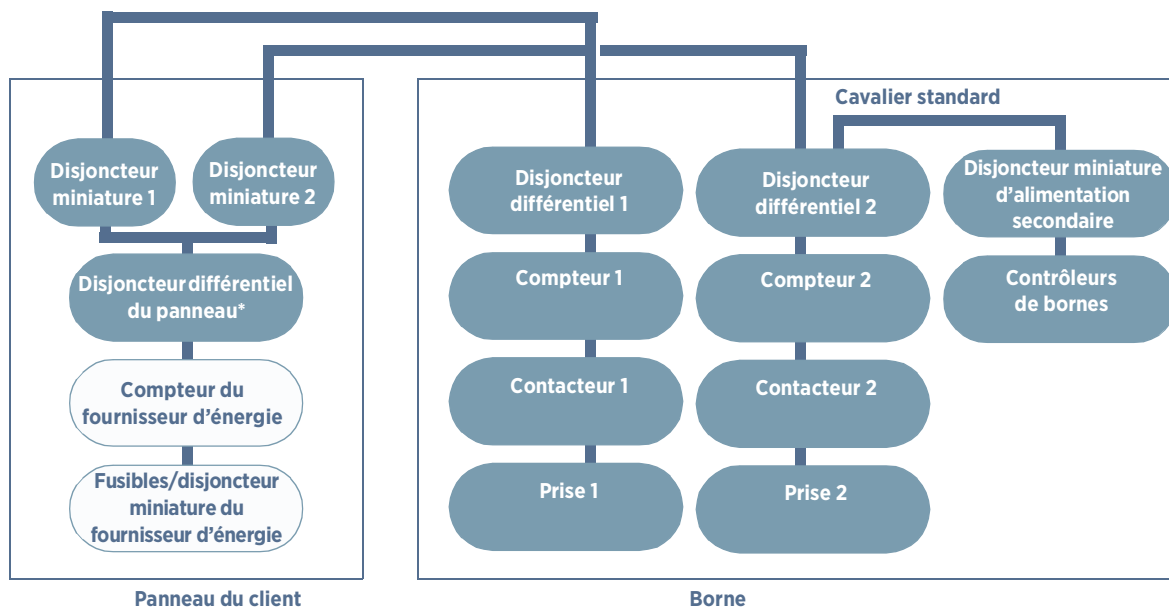 Cavalier standard
Disjoncteur
miniature 1
Disjoncteur
miniature 2
Disjoncteur différentiel
du panneau*
Compteur du
fournisseur d'énergie
Fusibles/disjoncteur
miniature du
fournisseur d'énergie
Panneau du client
Disjoncteur
différentiel 1
Compteur 1
Contacteur 1
Prise 1
Disjoncteur
différentiel 2
Compteur 2
Contacteur 2
Prise 2
Disjoncteur miniature
d'alimentation
secondaire
Contrôleurs
de bornes
Borne